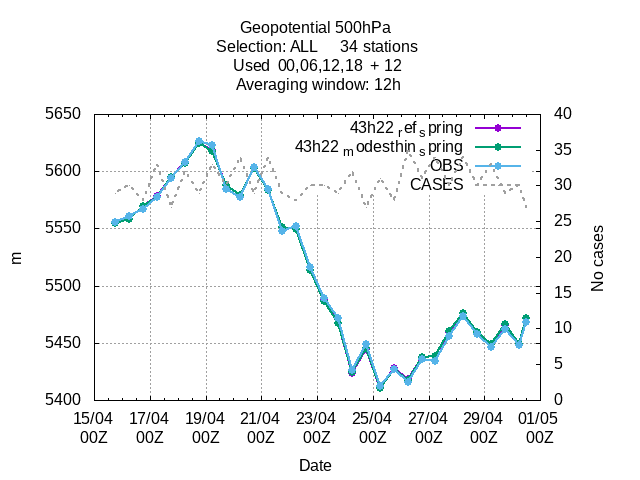 Geopotential 500hPa
Selection: ALL 34 stations
Used 00,06,12,18 + 12
Averaging window: 12h
5650
5600
5550
5500
5450
5400
m
40
35
30
25
20
15
10
5
0
No cases
43h22 ref spring
43h22 modesthin spring
OBS
CASES
15/04 17/04 19/04 21/04 23/04 25/04 27/04 29/04 01/05
00Z 00Z 00Z 00Z 00Z 00Z 00Z 00Z 00Z
Date